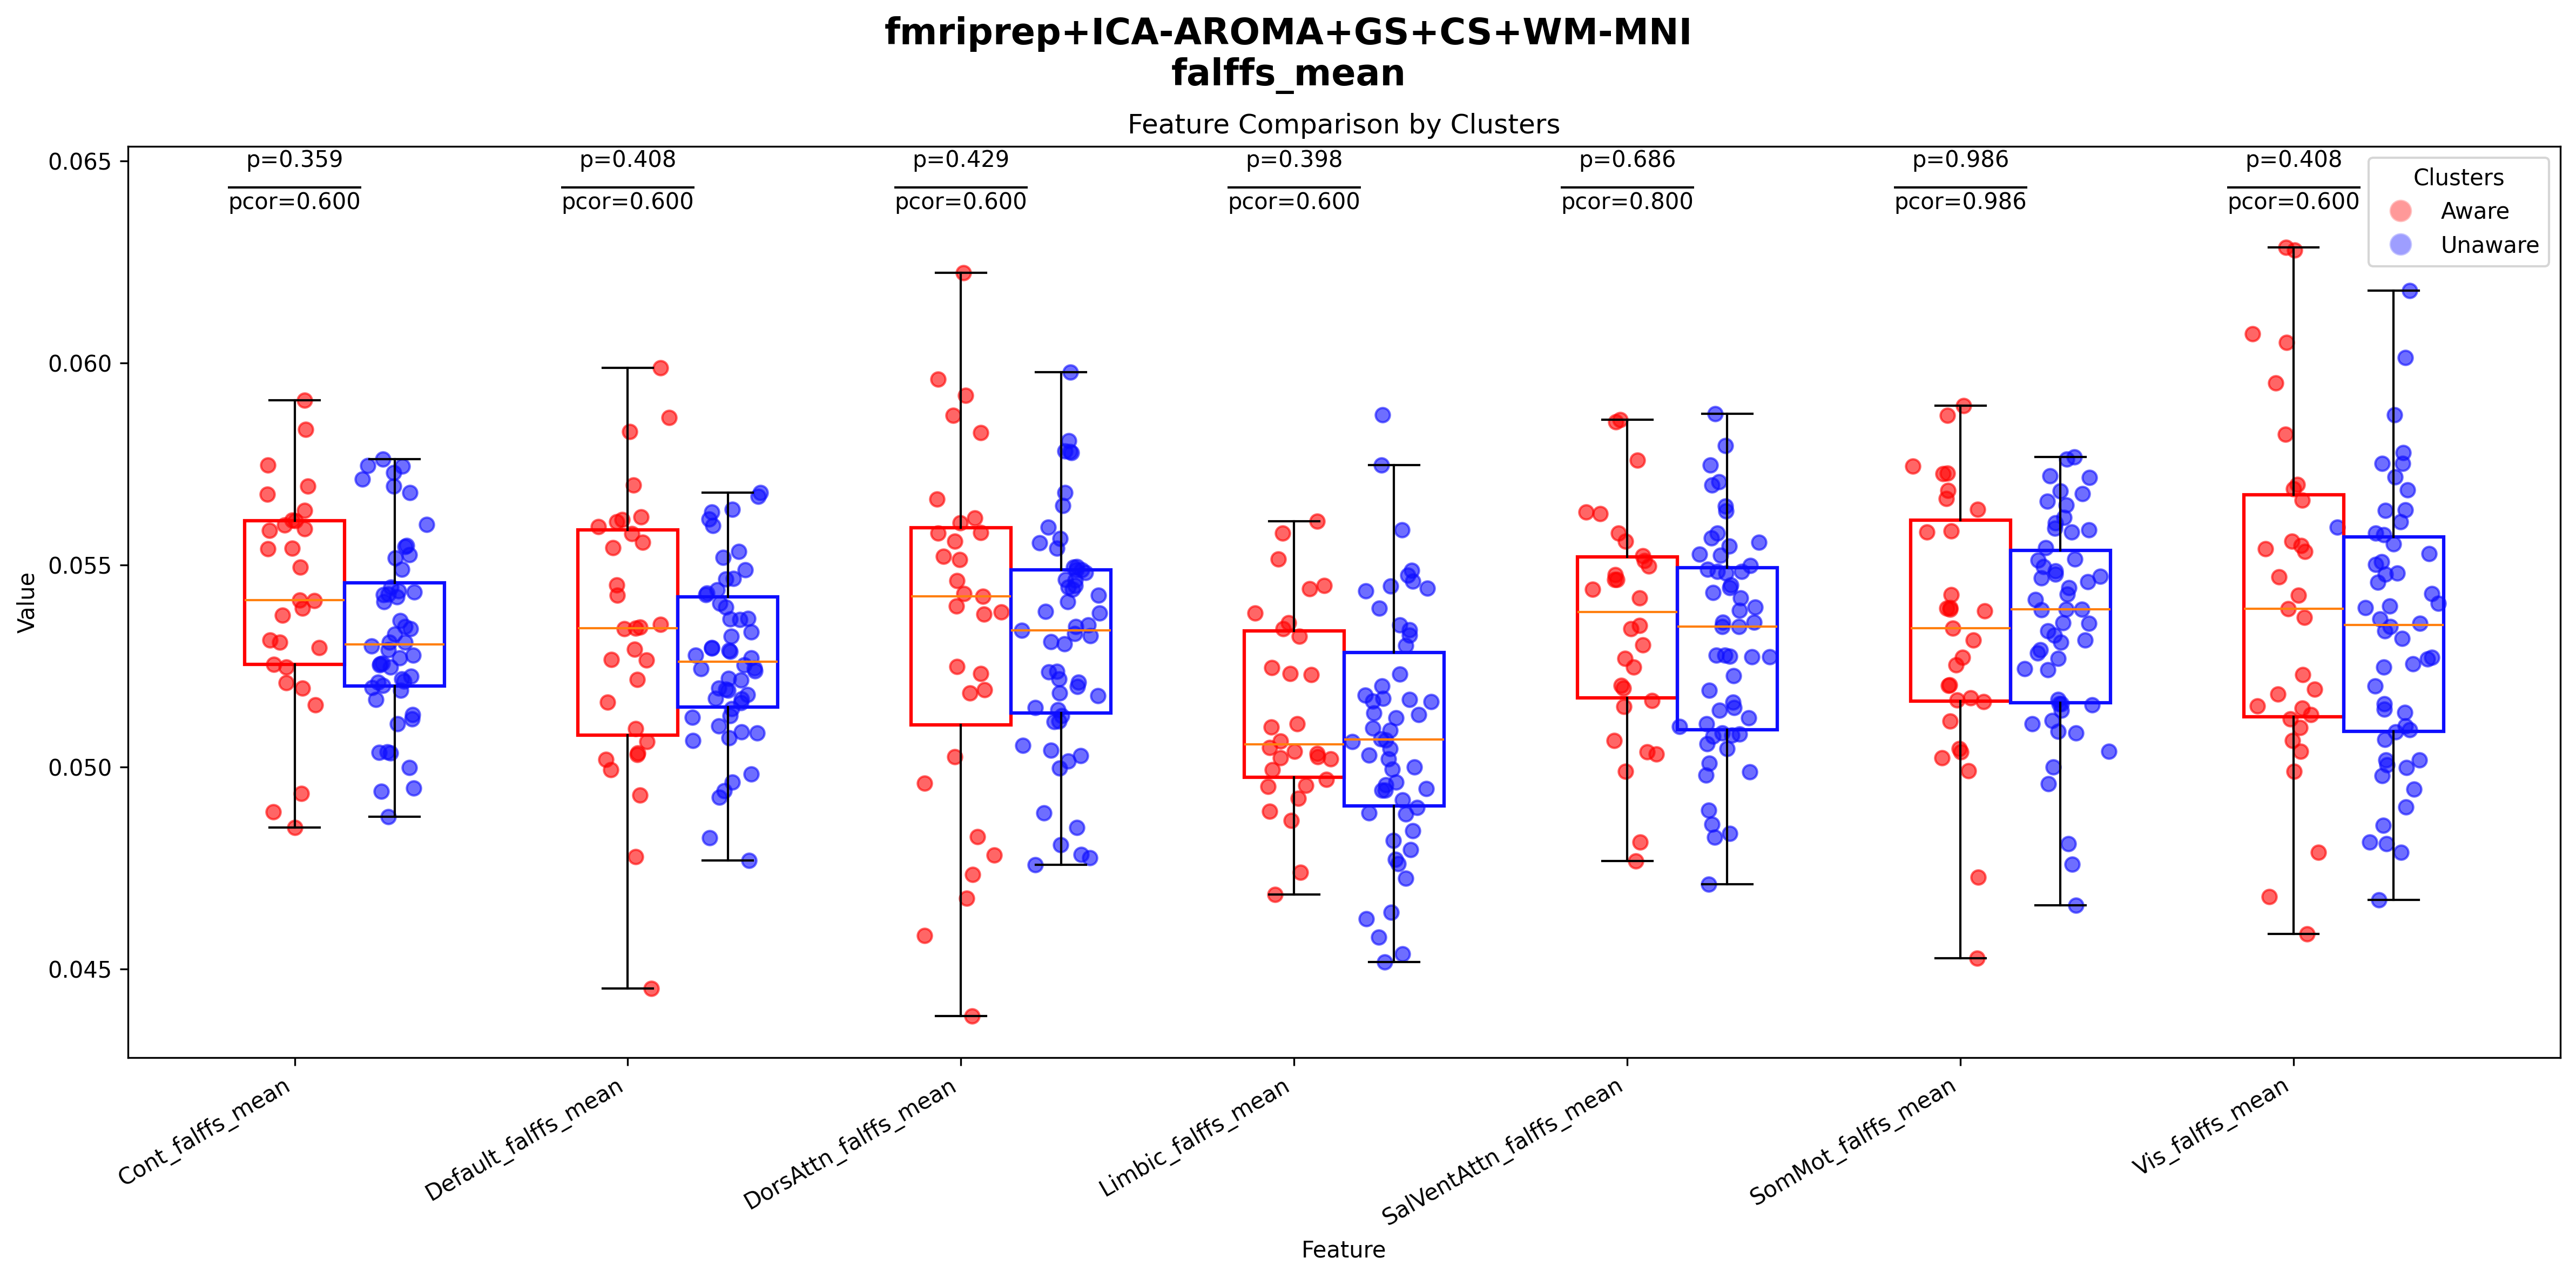 fmriprep+ICA-AROMA+GS+CS+WM-MNI
falffs_mean
Feature Comparison by Clusters
p=0.359
pcor=0.600
p=0.408
pcor=0.600
p=0.429
pcor=0.600
p=0.398
pcor=0.600
p=0.686
pcor=0.800
p=0.986
pcor=0.986
p=0.408
pcor=0.600
Clusters
Aware
Unaware
Value
0.065
0.060
0.055
0.050
0.045
Cont_falffs_mean
Default_falffs_mean
DorsAttn_falffs_mean
Limbic_falffs_mean
SalVentAttn_falffs_mean
SomMot_falffs_mean
Vis_falffs_mean
Feature